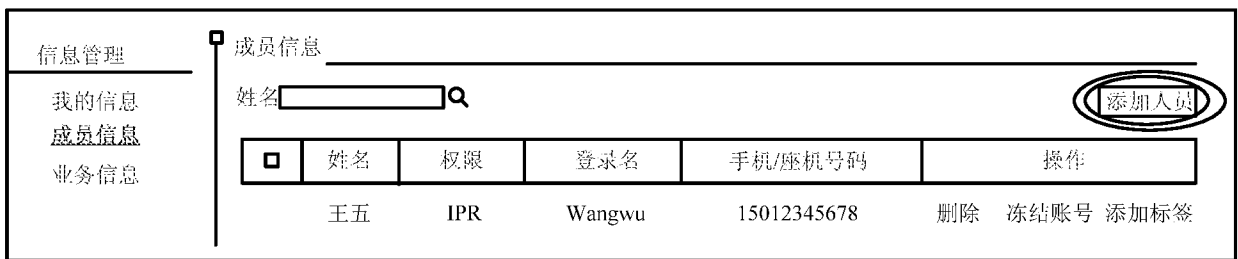 信息管理
我的信息
成员信息
业务信息
成员信息
姓名
添加人员
姓名 权限 登录名 手机/座机号码 操作
王五 IPR Wangwu 15012345678 删除 冻结账号 添加标签